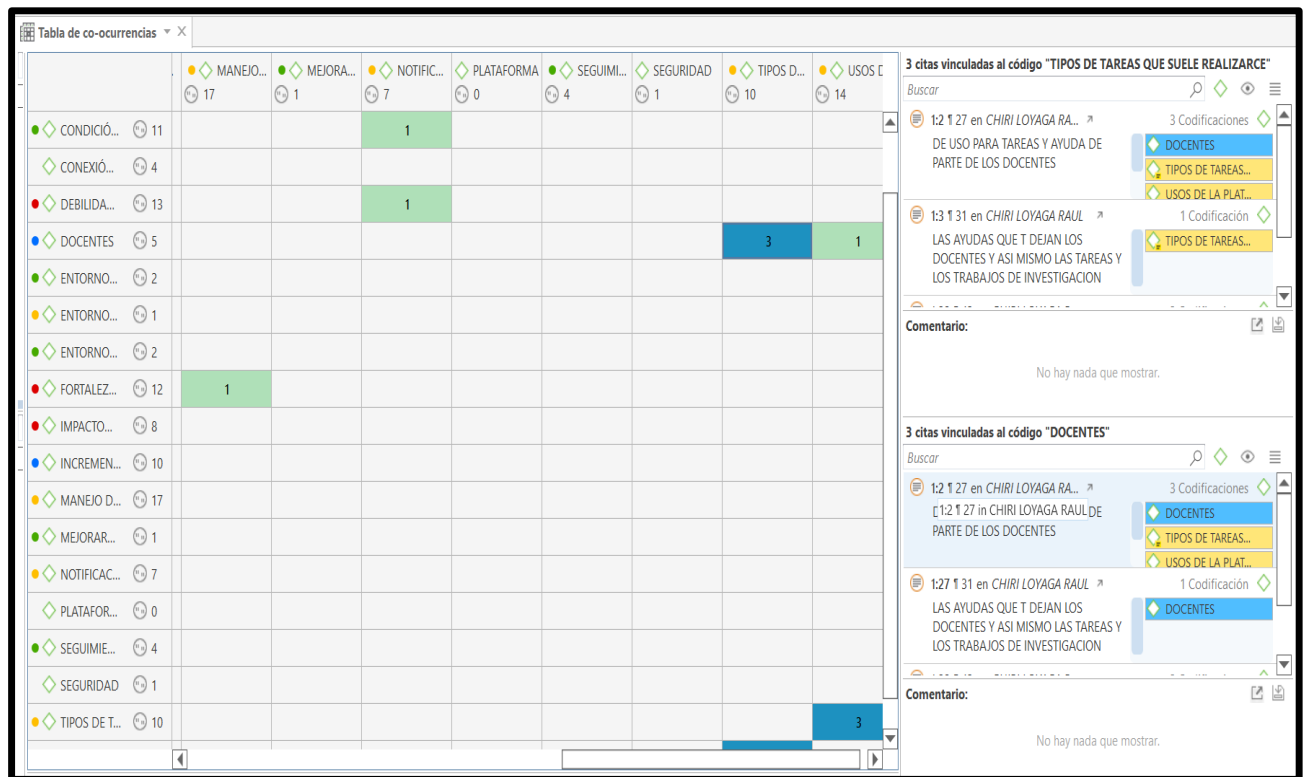 Tabla de co-ocurrencias
MANEJO... MEJORA... NOTIFIC... PLATAFORMA SEGUIMI... SEGURIDAD TIPOS D... USOS D
17 1 7 0 4 1 10 14
CONDICIÓ... 11 1
CONEXIÓ... 4
DEBILIDA... 13 1
DOCENTES 5 3 1
ENTORNO... 2
ENTORNO... 1
ENTORNO... 2
FORTALEZ... 12 1
IMPACTO... 8
INCREMEN... 10
MANEJO D... 17
MEJORAR... 1
NOTIFICAC... 7
PLATAFOR... 0
SEGUIMIE... 4
SEGURIDAD 1
TIPOS DE T... 10 3
3 citas vinculadas al código "TIPOS DE TAREAS QUE SUELE REALIZARCE"
Buscar
1:2 ¶ 27 en CHIRI LOYAGA RA... 3 Codificaciones
DE USO PARA TAREAS Y AYUDA DE
PARTE DE LOS DOCENTES
DOCENTES
TIPOS DE TAREAS...
USOS DE LA PLAT...
1:3 ¶ 31 en CHIRI LOYAGA RAUL 1 Codificación
LAS AYUDAS QUE T DEJAN LOS
DOCENTES Y ASI MISMO LAS TAREAS Y
LOS TRABAJOS DE INVESTIGACION
TIPOS DE TAREAS...
Comentario:
No hay nada que mostrar.
3 citas vinculadas al código "DOCENTES"
Buscar
1:2 ¶ 27 en CHIRI LOYAGA RA... 3 Codificaciones
1:2 ¶ 27 in CHIRI LOYAGA RAUL DE
PARTE DE LOS DOCENTES
DOCENTES
TIPOS DE TAREAS...
USOS DE LA PLAT...
1:27 ¶ 31 en CHIRI LOYAGA RAUL 1 Codificación
LAS AYUDAS QUE T DEJAN LOS
DOCENTES Y ASI MISMO LAS TAREAS Y
LOS TRABAJOS DE INVESTIGACION
DOCENTES
Comentario:
No hay nada que mostrar.